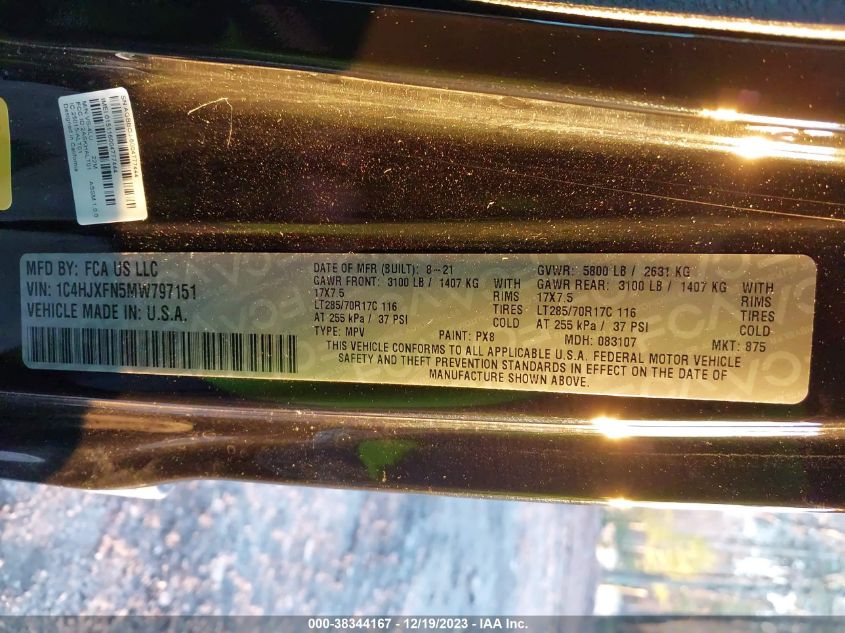 MFD BY: FCA US LLC
VIN: 1C4HJXFN5MW797151
VEHICLE MADE IN: U.S.A.
DATE OF MFR (BUILT): 8-21
GAWR FRONT: 3100 LB / 1407 KG
17X7.5 RIMS
LT285/70R17C 116 TIRES
AT 255 kPa / 37 PSI COLD
TYPE: MPV PAINT: PX8
GVWR: 5800 LB / 2631 KG
GAWR REAR: 3100 LB / 1407 KG
17X7.5 RIMS
LT285/70R17C 116 TIRES
AT 255 kPa / 37 PSI COLD
MDH: 083107 MKT: 875
THIS VEHICLE CONFORMS TO ALL APPLICABLE U.S.A. FEDERAL MOTOR VEHICLE
SAFETY AND THEFT PREVENTION STANDARDS IN EFFECT ON THE DATE OF
MANUFACTURE SHOWN ABOVE.
Designed in California
000-38344167 - 12/19/2023 - IAA Inc.